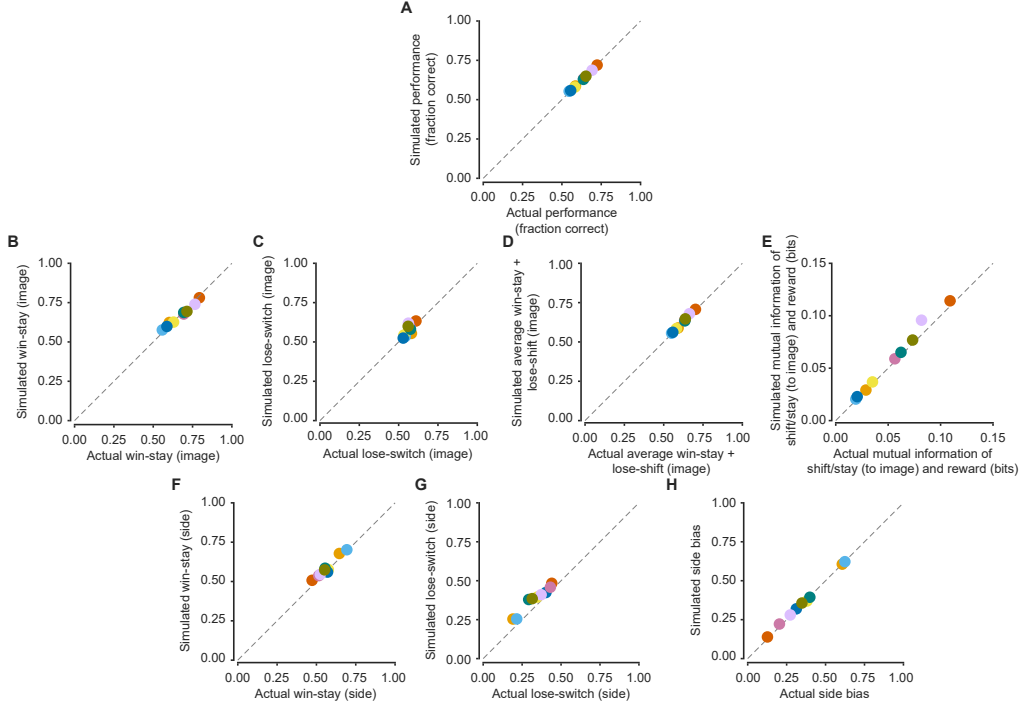 A
Simulated performance
(fraction correct)
1.00
0.75
0.50
0.25
0.00
0.00 0.25 0.50 0.75 1.00
Actual performance
(fraction correct)
B
Simulated win-stay (image)
1.00
0.75
0.50
0.25
0.00
0.00 0.25 0.50 0.75 1.00
Actual win-stay (image)
C
Simulated lose-switch (image)
1.00
0.75
0.50
0.25
0.00
0.00 0.25 0.50 0.75 1.00
Actual lose-switch (image)
D
Simulated average win-stay +
lose-shift (image)
1.00
0.75
0.50
0.25
0.00
0.00 0.25 0.50 0.75 1.00
Actual average win-stay +
lose-shift (image)
E
Simulated mutual information of
shift/stay (to image) and reward (bits)
0.15
0.10
0.05
0.00
0.00 0.05 0.10 0.15
Actual mutual information of
shift/stay (to image) and reward (bits)
F
Simulated win-stay (side)
1.00
0.75
0.50
0.25
0.00
0.00 0.25 0.50 0.75 1.00
Actual win-stay (side)
G
Simulated lose-switch (side)
1.00
0.75
0.50
0.25
0.00
0.00 0.25 0.50 0.75 1.00
Actual lose-switch (side)
H
Simulated side bias
1.00
0.75
0.50
0.25
0.00
0.00 0.25 0.50 0.75 1.00
Actual side bias